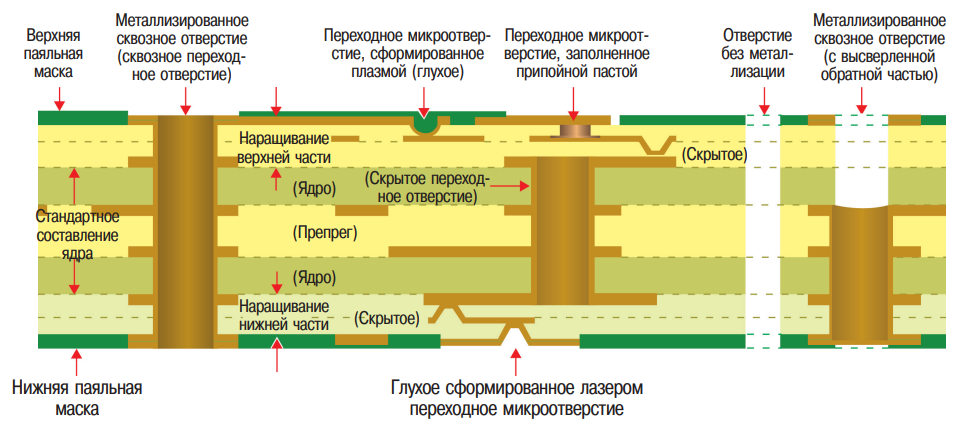 Верхняя
паяльная
маска
Металлизированное
сквозное отверстие
(сквозное переход-
ное отверстие)
Переходное микроотвер-
стие, сформированное
плазмой (глухое)
Переходное микроот-
верстие, заполненное
припойной пастой
Отверстие
без метал-
лизации
Металлизированное
сквозное отверстие
(с высверленной
обратной частью)
Наращивание
верхней части
(Скрытое)
(Ядро)
(Скрытое переход-
ное отверстие)
Стандартное
составление
ядра
(Препрег)
(Ядро)
Наращивание
нижней части
(Скрытое)
Нижняя паяльная
маска
Глухое сформированное лазером
переходное микроотверстие